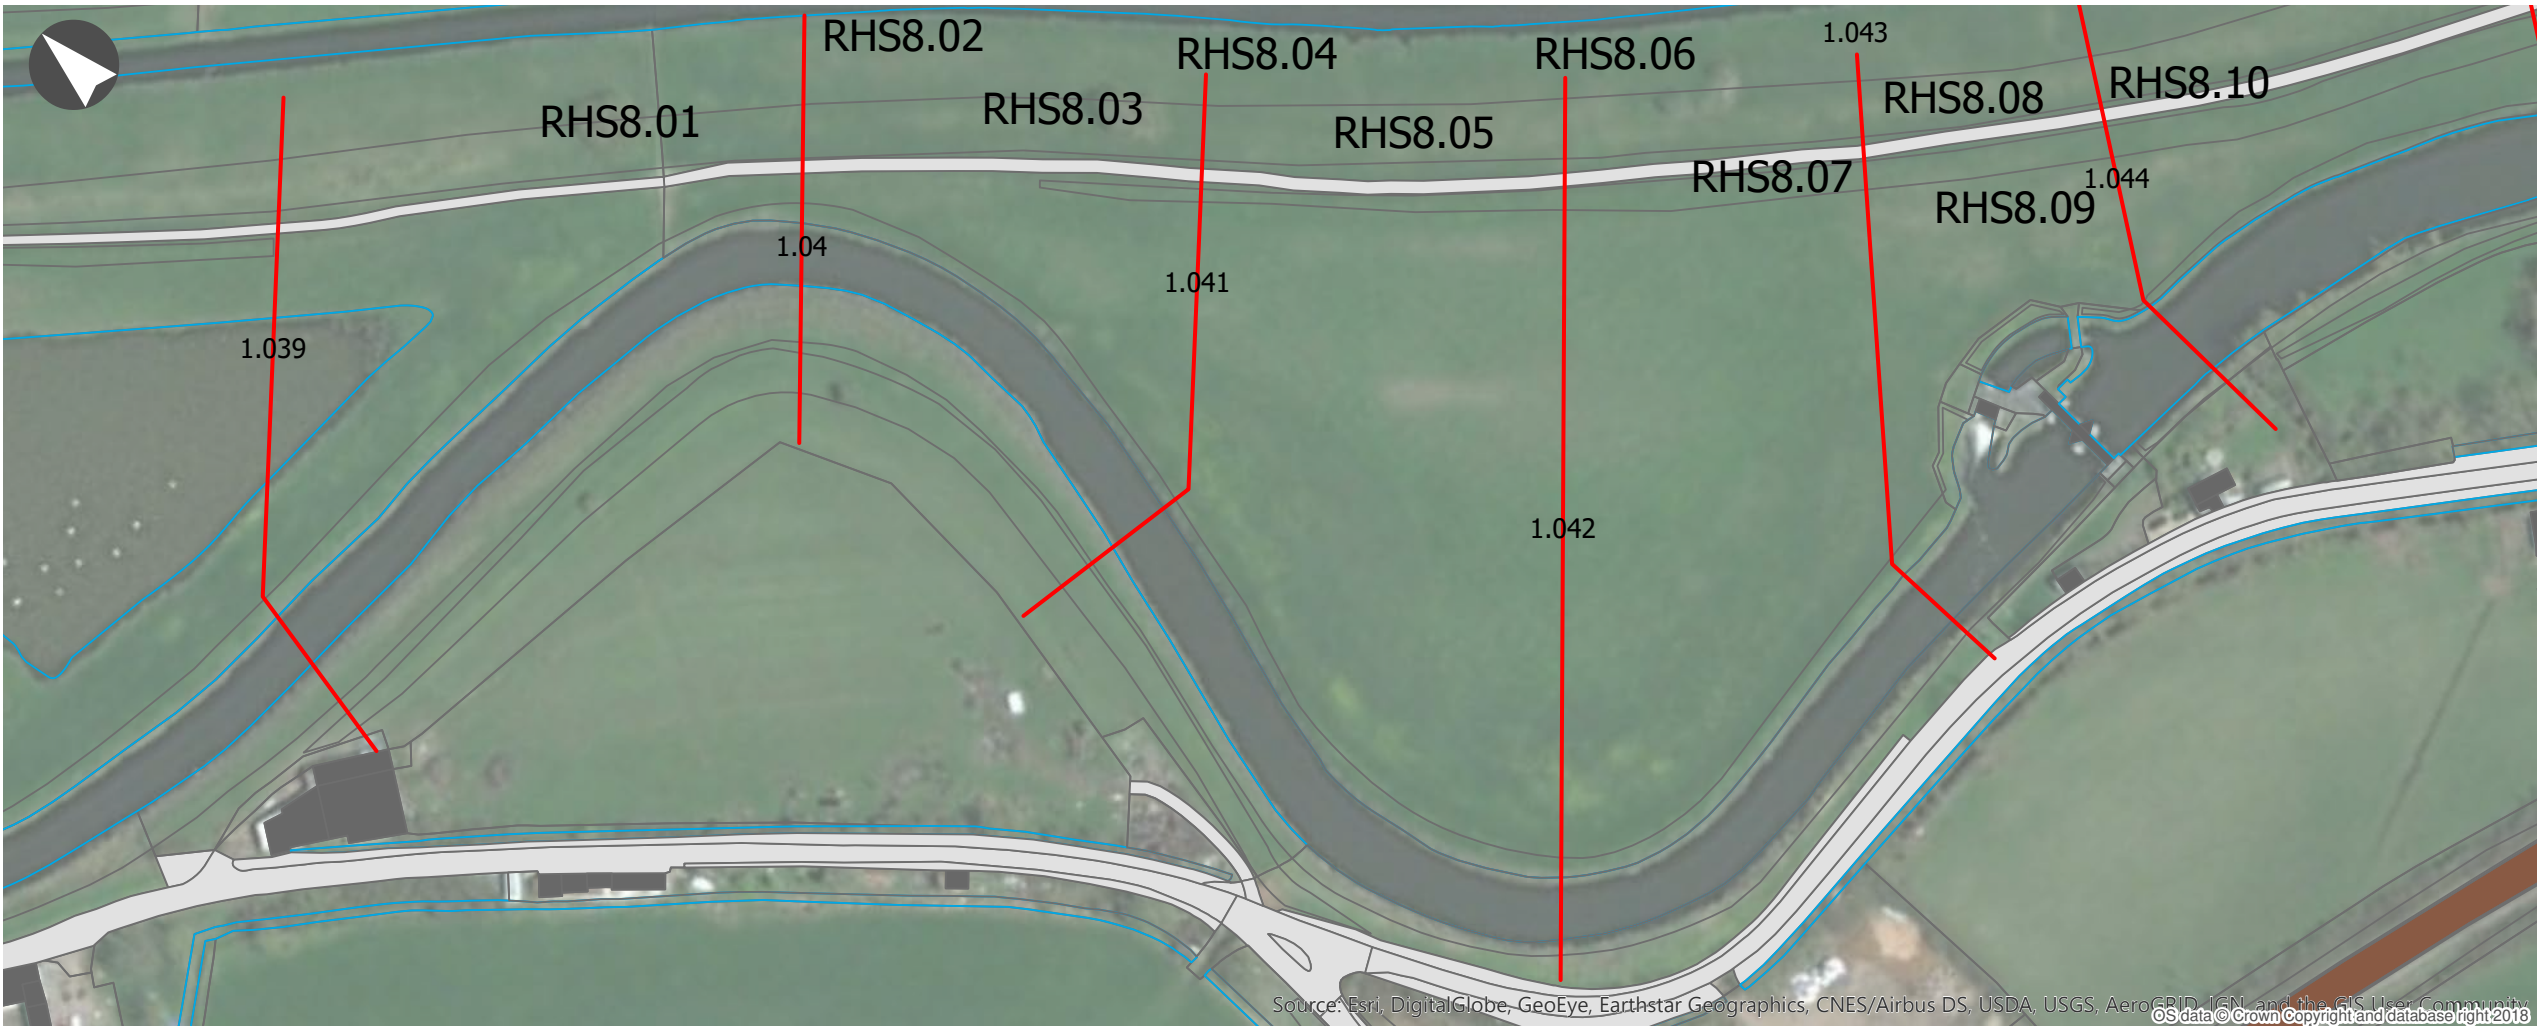 RHS8.02
RHS8.04
RHS8.06
1.043
RHS8.10
RHS8.01
RHS8.03
RHS8.05
RHS8.08
RHS8.07
1.044
RHS8.09
1.04
1.041
1.039
1.042
Source: Esri, DigitalGlobe, GeoEye, Earthstar Geographics, CNES/Airbus DS, USDA, USGS, AeroGRID, IGN, and the GIS User Community
OS data © Crown Copyright and database right 2018